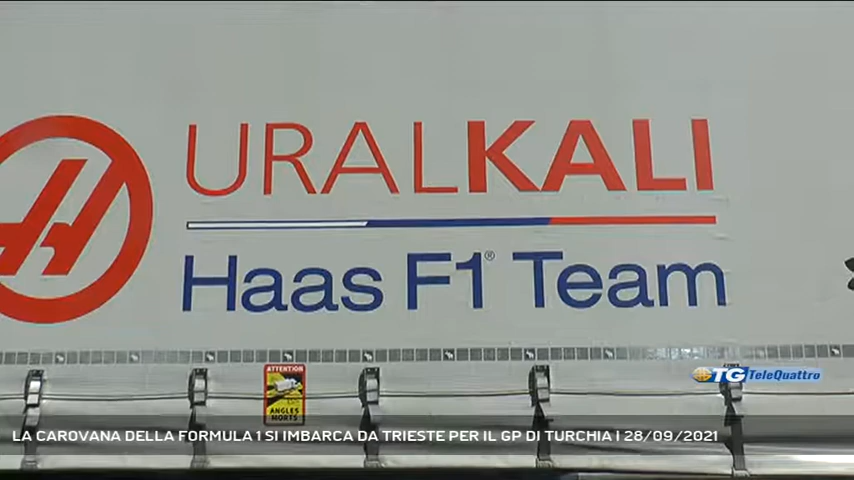 URALKALI
Haas F1® Team
ATTENTION
ANGLES
MORTS
TG TeleQuattro
LA CAROVANA DELLA FORMULA 1 SI IMBARCA DA TRIESTE PER IL GP DI TURCHIA | 28/09/2021